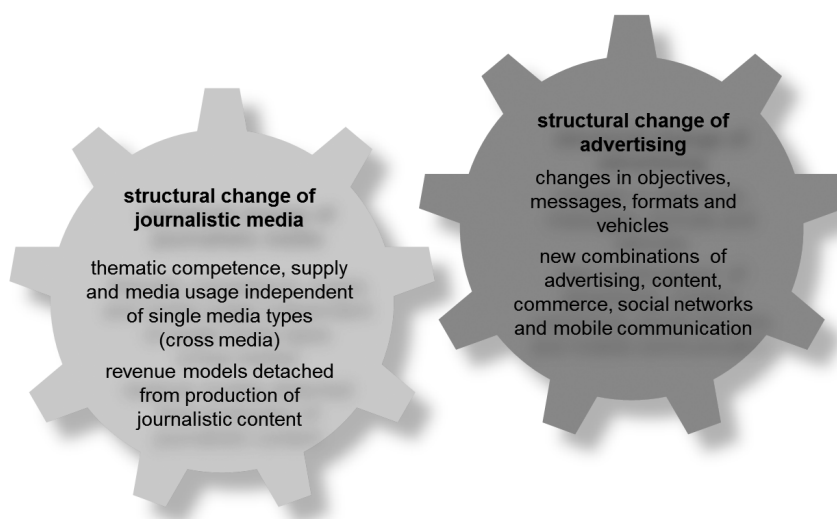 structural change of
journalistic media
thematic competence, supply
and media usage independent
of single media types
(cross media)
revenue models detached
from production of
journalistic content
structural change of
advertising
changes in objectives,
messages, formats and
vehicles
new combinations of
advertising, content,
commerce, social networks
and mobile communication